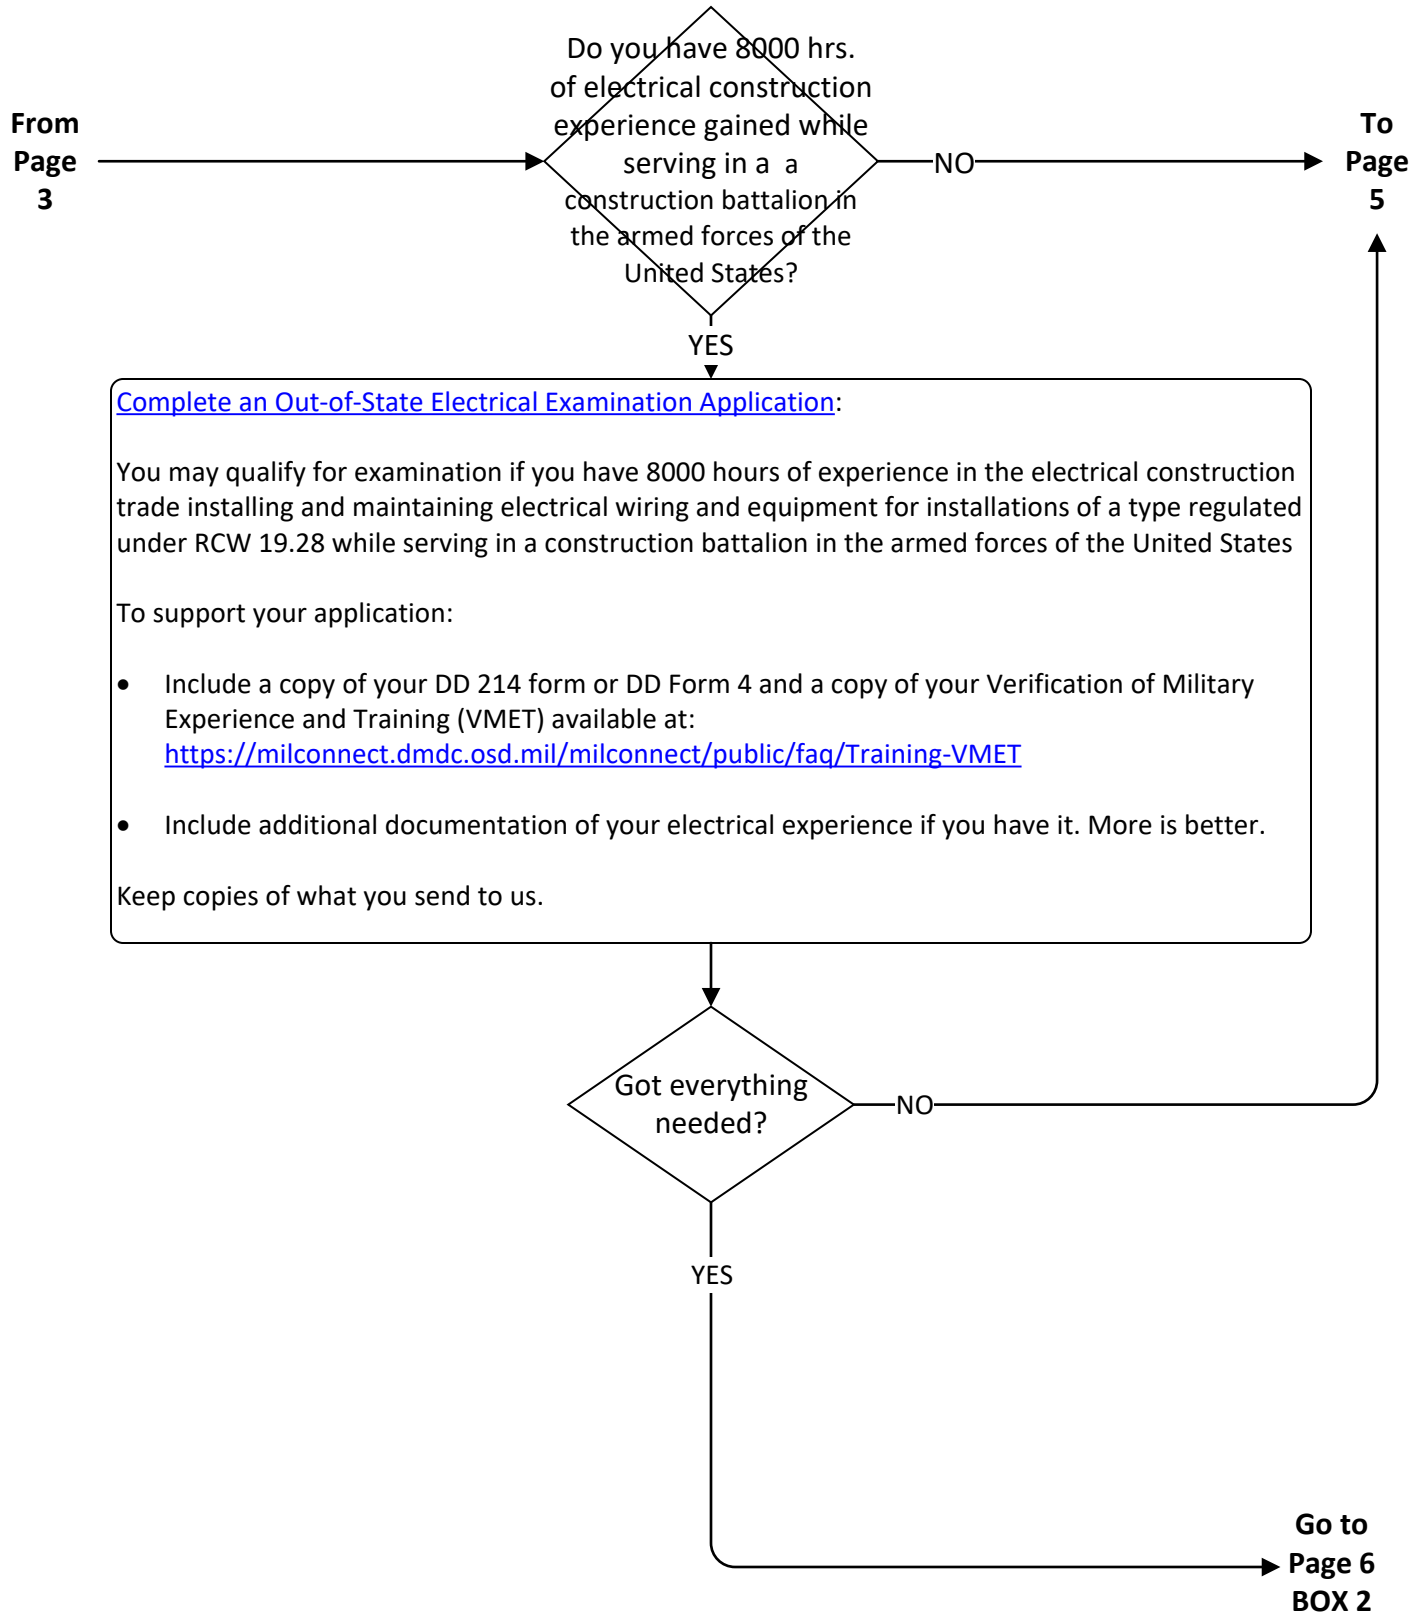 Do you have 8000 hrs.
of electrical construction
experience gained while
serving in a  a
construction battalion in
the armed forces of the
United States?
From
Page
3
NO
To
Page
5
YES
Complete an Out-of-State Electrical Examination Application:
You may qualify for examination if you have 8000 hours of experience in the electrical construction
trade installing and maintaining electrical wiring and equipment for installations of a type regulated
under RCW 19.28 while serving in a construction battalion in the armed forces of the United States
To support your application:
• Include a copy of your DD 214 form or DD Form 4 and a copy of your Verification of Military
Experience and Training (VMET) available at:
https://milconnect.dmdc.osd.mil/milconnect/public/faq/Training-VMET
• Include additional documentation of your electrical experience if you have it. More is better.
Keep copies of what you send to us.
Got everything
needed?
NO
YES
Go to
Page 6
BOX 2